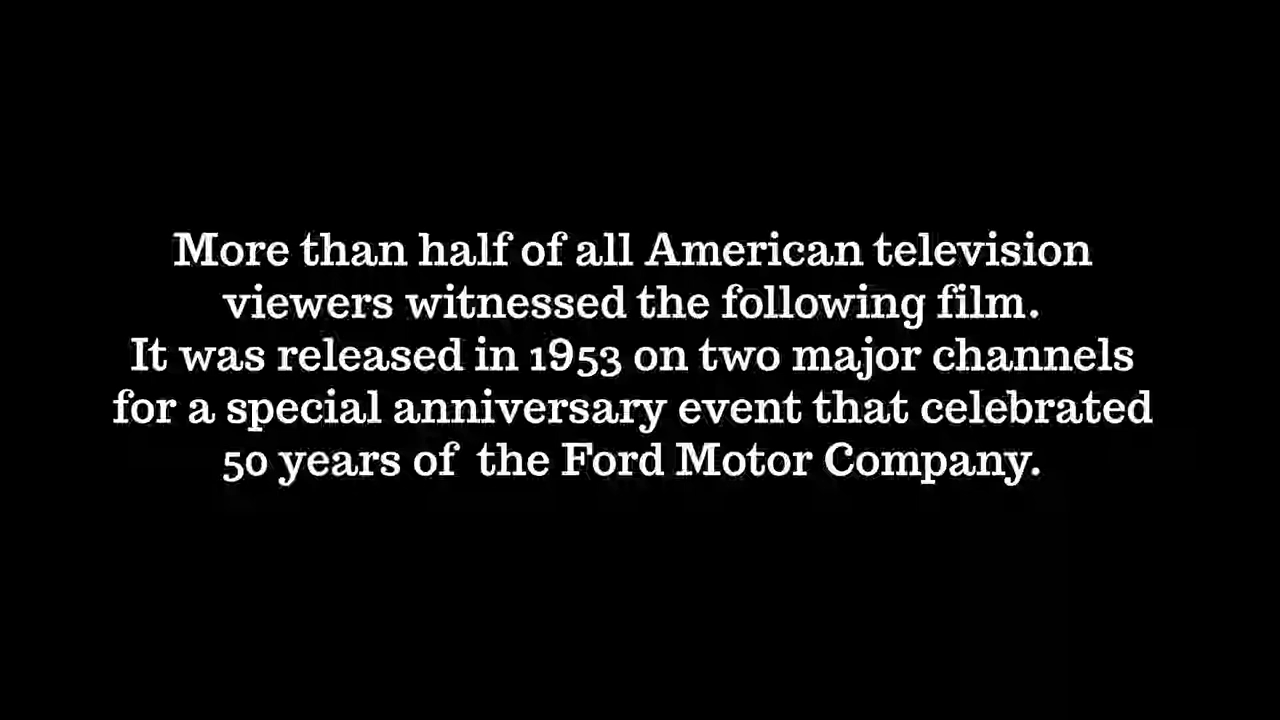 More than half of all American television
viewers witnessed the following film.
It was released in 1953 on two major channels
for a special anniversary event that celebrated
50 years of the Ford Motor Company.